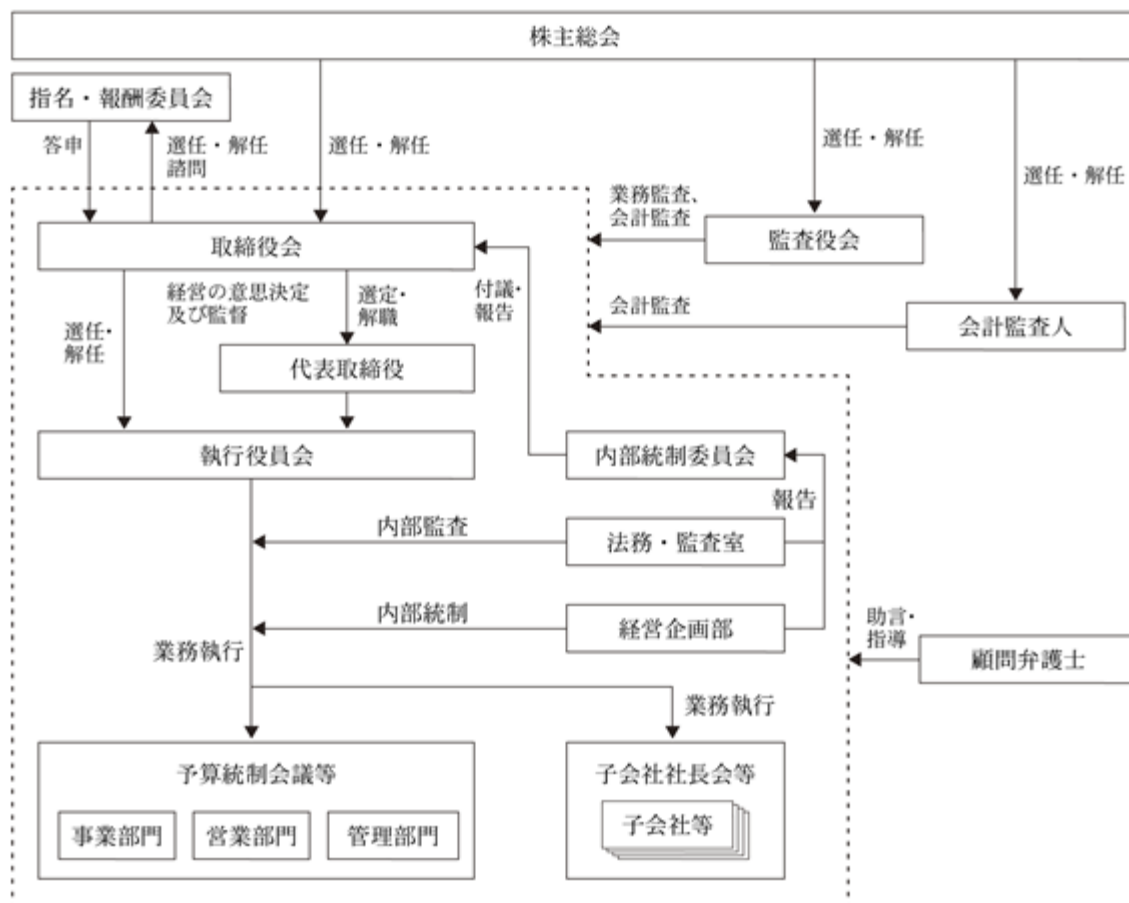 株主総会
指名・報酬委員会
答申
選任・解任
諮問
選任・解任
選任・解任
選任・解任
業務監査、
会計監査
監査役会
取締役会
経営の意思決定
及び監督
選定・
解職
付議・
報告
会計監査
会計監査人
選任・
解任
代表取締役
執行役員会
内部統制委員会
報告
内部監査
法務・監査室
内部統制
経営企画部
業務執行
助言・
指導
顧問弁護士
業務執行
予算統制会議等
事業部門
営業部門
管理部門
子会社社長会等
子会社等